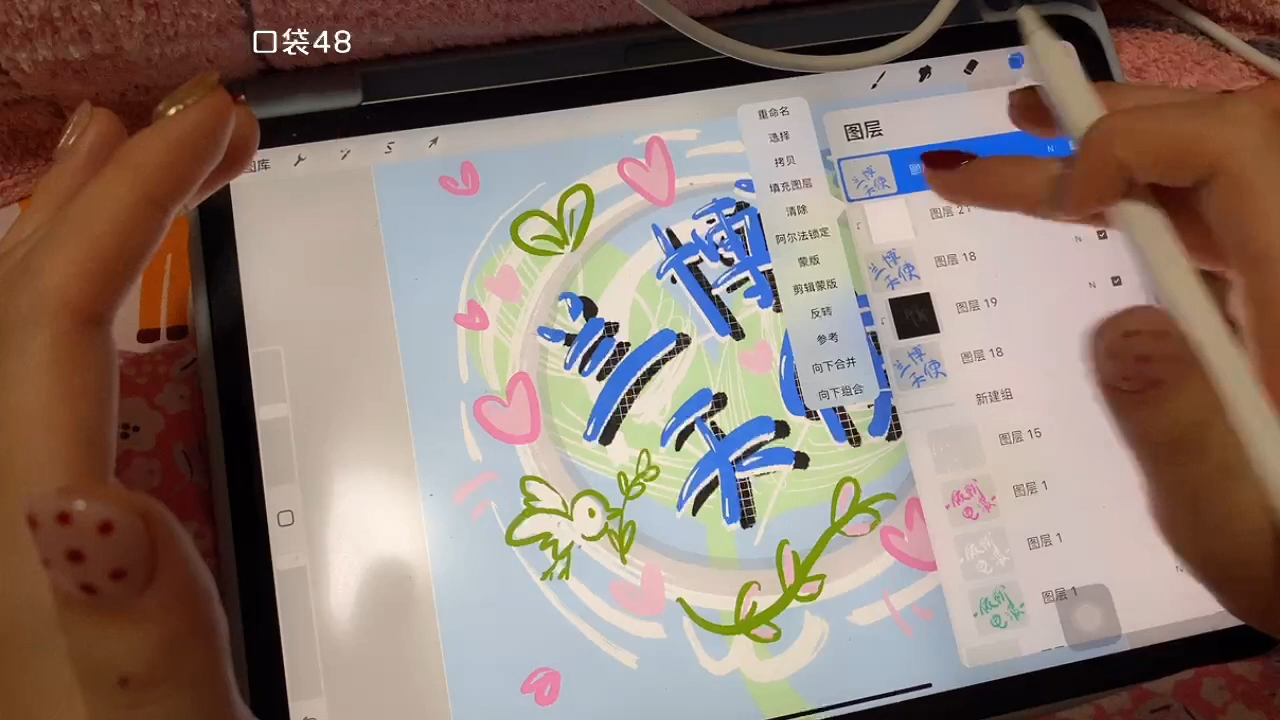 口袋48
图库
重命名
选择
拷贝
填充图层
清除
阿尔法锁定
蒙版
剪辑蒙版
反转
参考
向下合并
向下组合
图层
N
图层 21
N
图层 18
N
图层 19
图层 18
新建组
图层 15
图层 1
图层 1
图层 1
N
兰博
天使